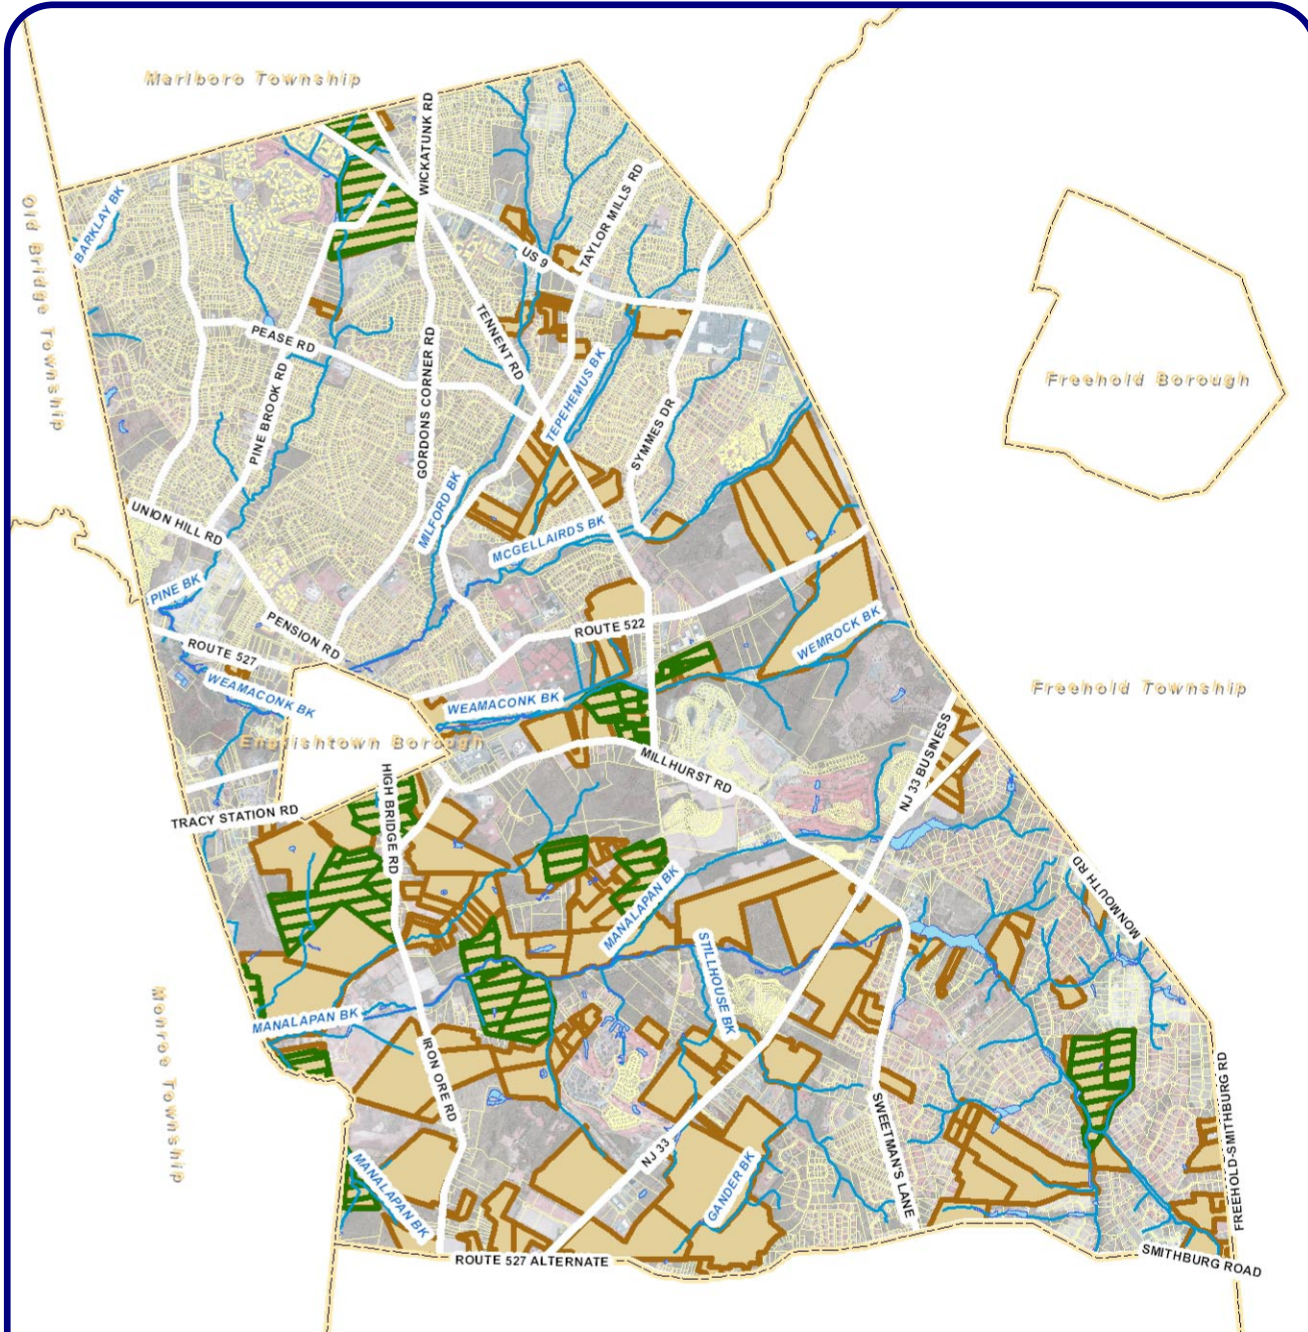 Marlboro Township
WICKATUNK RD
BARKLAY BK
Old Bridge Township
TAYLOR MILLS RD
US 9
TENNENT RD
PEASE RD
PINE BROOK RD
GORDONS CORNER RD
TEPEHEMUS BK
SYMMES DR
Freehold Borough
UNION HILL RD
MILFORD BK
MCGELLAIRDS BK
PINE BK
PENSION RD
ROUTE 522
WEMROCK BK
ROUTE 527
WEAMACONK BK
WEAMACONK BK
Freehold Township
Englishtown Borough
MILLHURST RD
NJ 33 BUSINESS
HIGH BRIDGE RD
TRACY STATION RD
MANALAPAN BK
MONMOUTH RD
STILLHOUSE BK
Monroe Township
MANALAPAN BK
IRON ORE RD
SWEETMAN'S LANE
FREEHOLD-SMITHBURG RD
NJ 33
MANALAPAN BK
GANDER BK
ROUTE 527 ALTERNATE
SMITHBURG ROAD